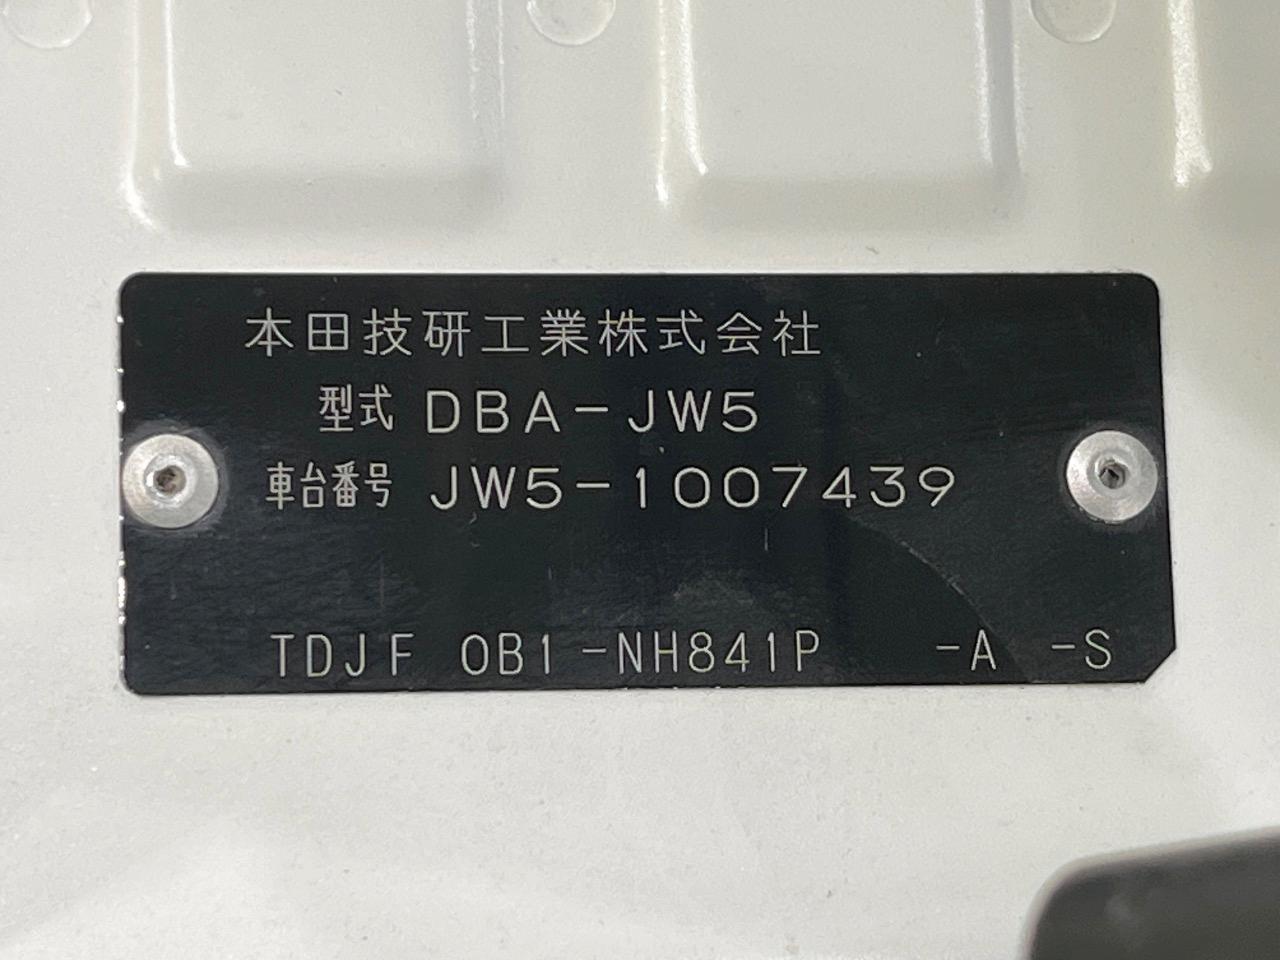 本田技研工業株式会社
型式 DBA-JW5
車台番号 JW5-1007439
TDJF 0B1-NH841P -A -S